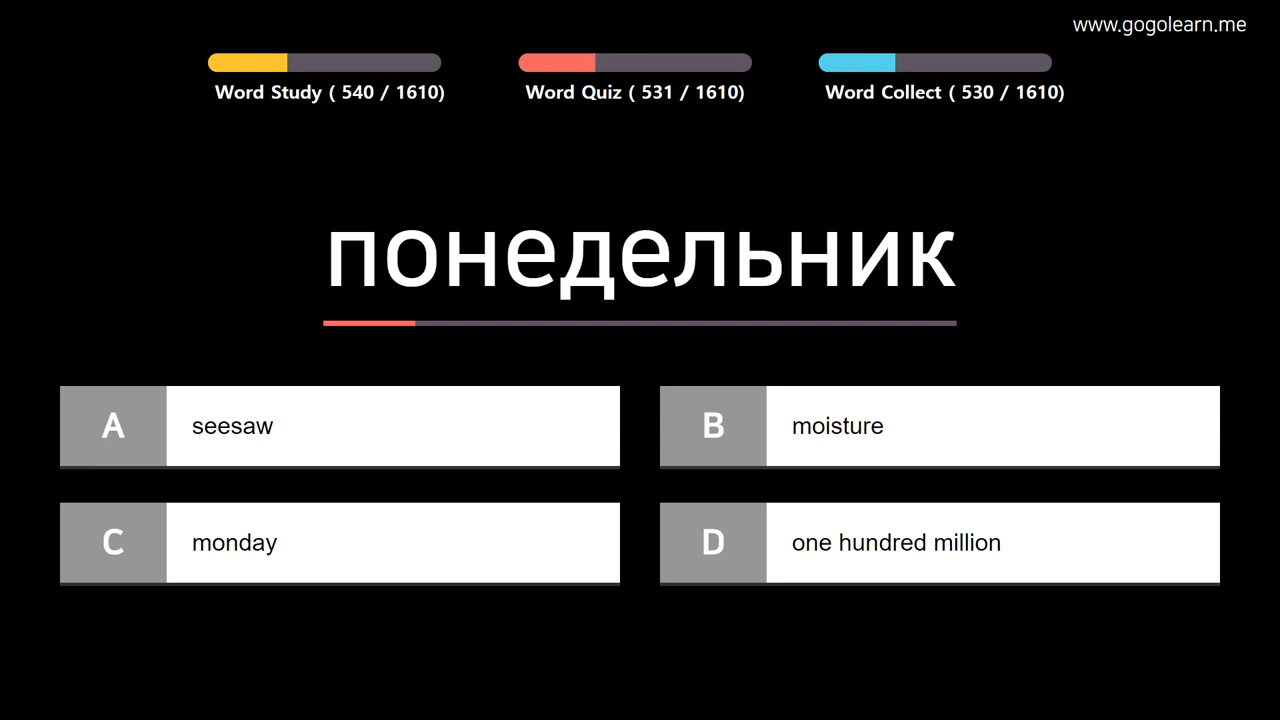 www.gogolearn.me
Word Study ( 540 / 1610)
Word Quiz ( 531 / 1610)
Word Collect ( 530 / 1610)
понедельник
A
seesaw
B
moisture
C
monday
D
one hundred million